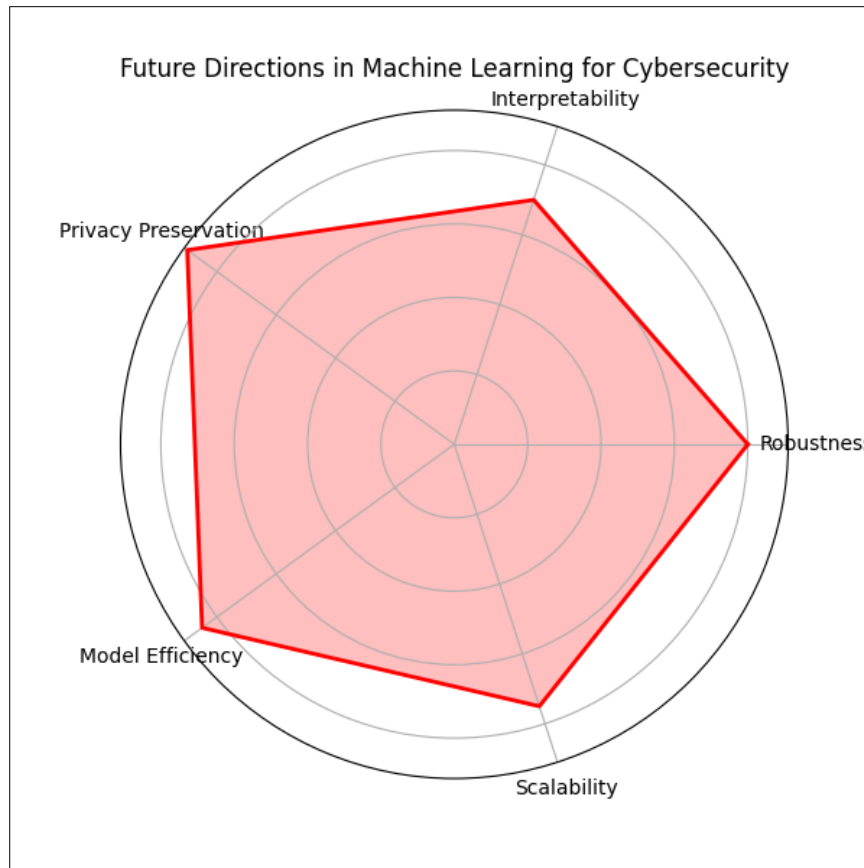 Future Directions in Machine Learning for Cybersecurity
Interpretability
Privacy Preservation
Robustness
Model Efficiency
Scalability